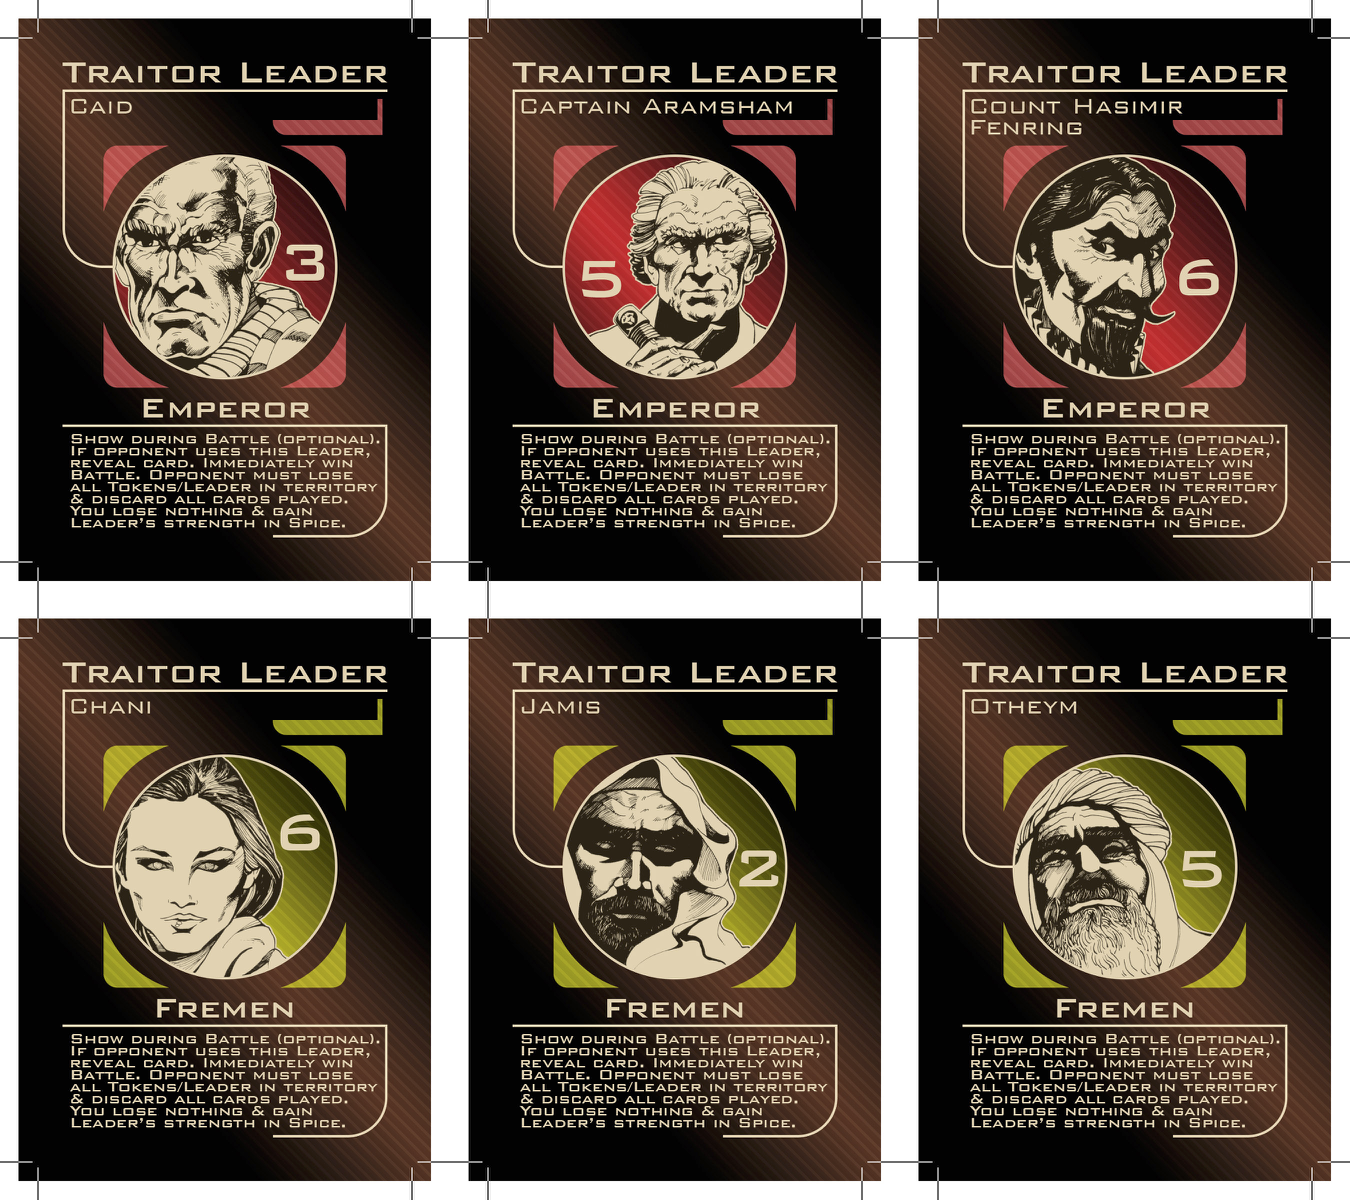 Traitor Leader
Caid
3
Emperor
Show during Battle (optional).
If opponent uses this Leader,
reveal card. Immediately win
Battle. Opponent must lose
all Tokens/Leader in territory
& discard all cards played.
You lose nothing & gain
Leader's strength in Spice.
Traitor Leader
Captain Aramsham
5
Emperor
Show during Battle (optional).
If opponent uses this Leader,
reveal card. Immediately win
Battle. Opponent must lose
all Tokens/Leader in territory
& discard all cards played.
You lose nothing & gain
Leader's strength in Spice.
Traitor Leader
Count Hasimir
Fenring
6
Emperor
Show during Battle (optional).
If opponent uses this Leader,
reveal card. Immediately win
Battle. Opponent must lose
all Tokens/Leader in territory
& discard all cards played.
You lose nothing & gain
Leader's strength in Spice.
Traitor Leader
Chani
6
Fremen
Show during Battle (optional).
If opponent uses this Leader,
reveal card. Immediately win
Battle. Opponent must lose
all Tokens/Leader in territory
& discard all cards played.
You lose nothing & gain
Leader's strength in Spice.
Traitor Leader
Jamis
2
Fremen
Show during Battle (optional).
If opponent uses this Leader,
reveal card. Immediately win
Battle. Opponent must lose
all Tokens/Leader in territory
& discard all cards played.
You lose nothing & gain
Leader's strength in Spice.
Traitor Leader
Otheym
5
Fremen
Show during Battle (optional).
If opponent uses this Leader,
reveal card. Immediately win
Battle. Opponent must lose
all Tokens/Leader in territory
& discard all cards played.
You lose nothing & gain
Leader's strength in Spice.